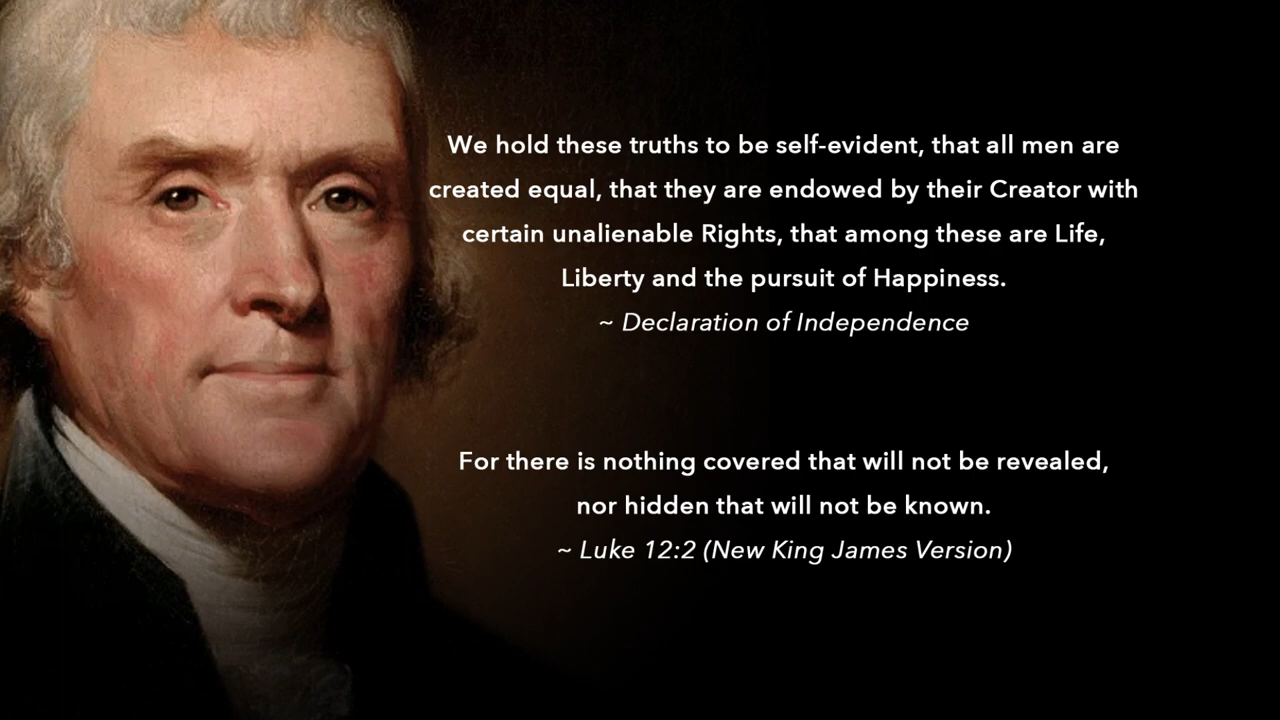 We hold these truths to be self-evident, that all men are
created equal, that they are endowed by their Creator with
certain unalienable Rights, that among these are Life,
Liberty and the pursuit of Happiness.
~ Declaration of Independence
For there is nothing covered that will not be revealed,
nor hidden that will not be known.
~ Luke 12:2 (New King James Version)